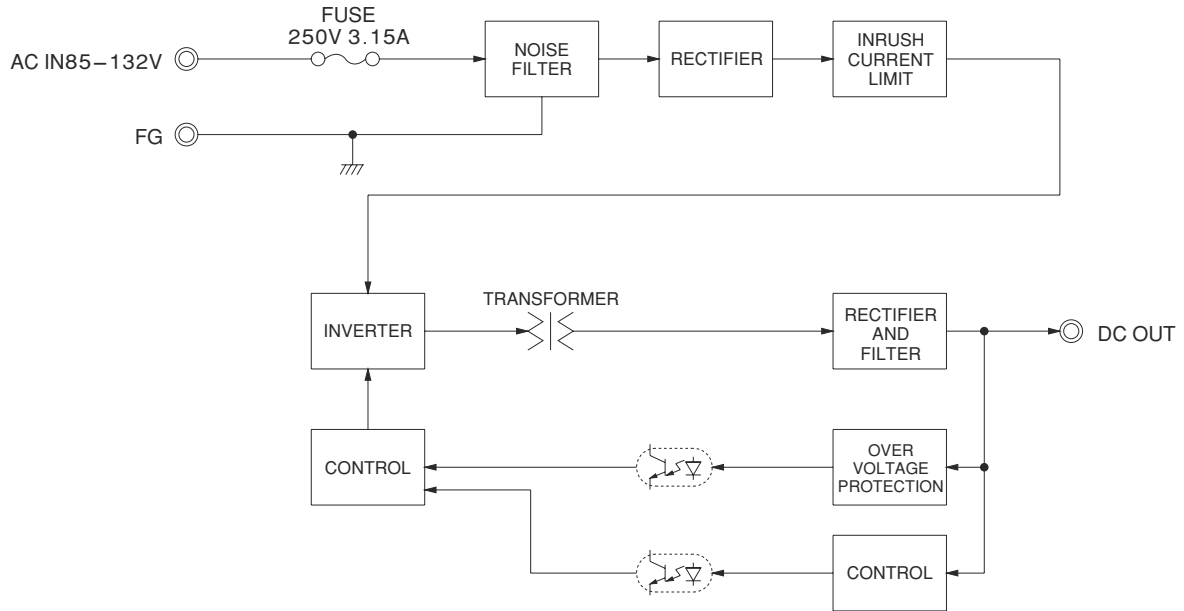 FUSE
250V 3.15A
AC IN85–132V
NOISE
FILTER
RECTIFIER
INRUSH
CURRENT
LIMIT
FG
INVERTER
TRANSFORMER
RECTIFIER
AND
FILTER
DC OUT
CONTROL
OVER
VOLTAGE
PROTECTION
CONTROL